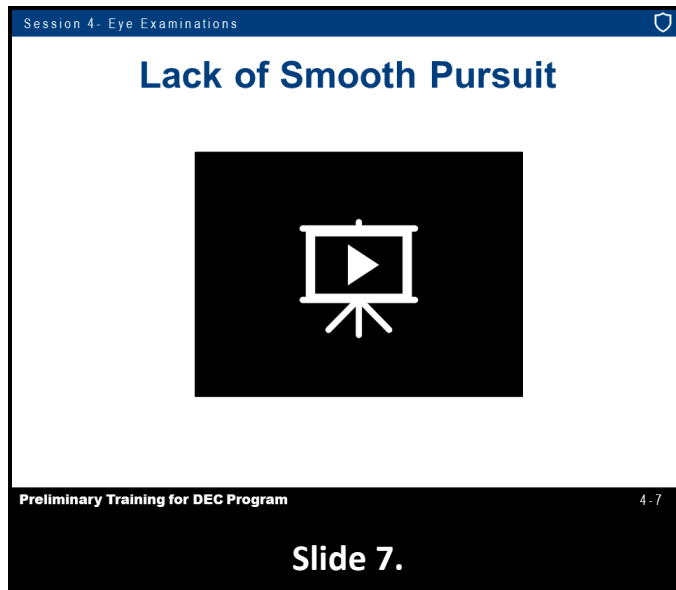 Session 4- Eye Examinations
Lack of Smooth Pursuit
Preliminary Training for DEC Program
4-7
Slide 7.